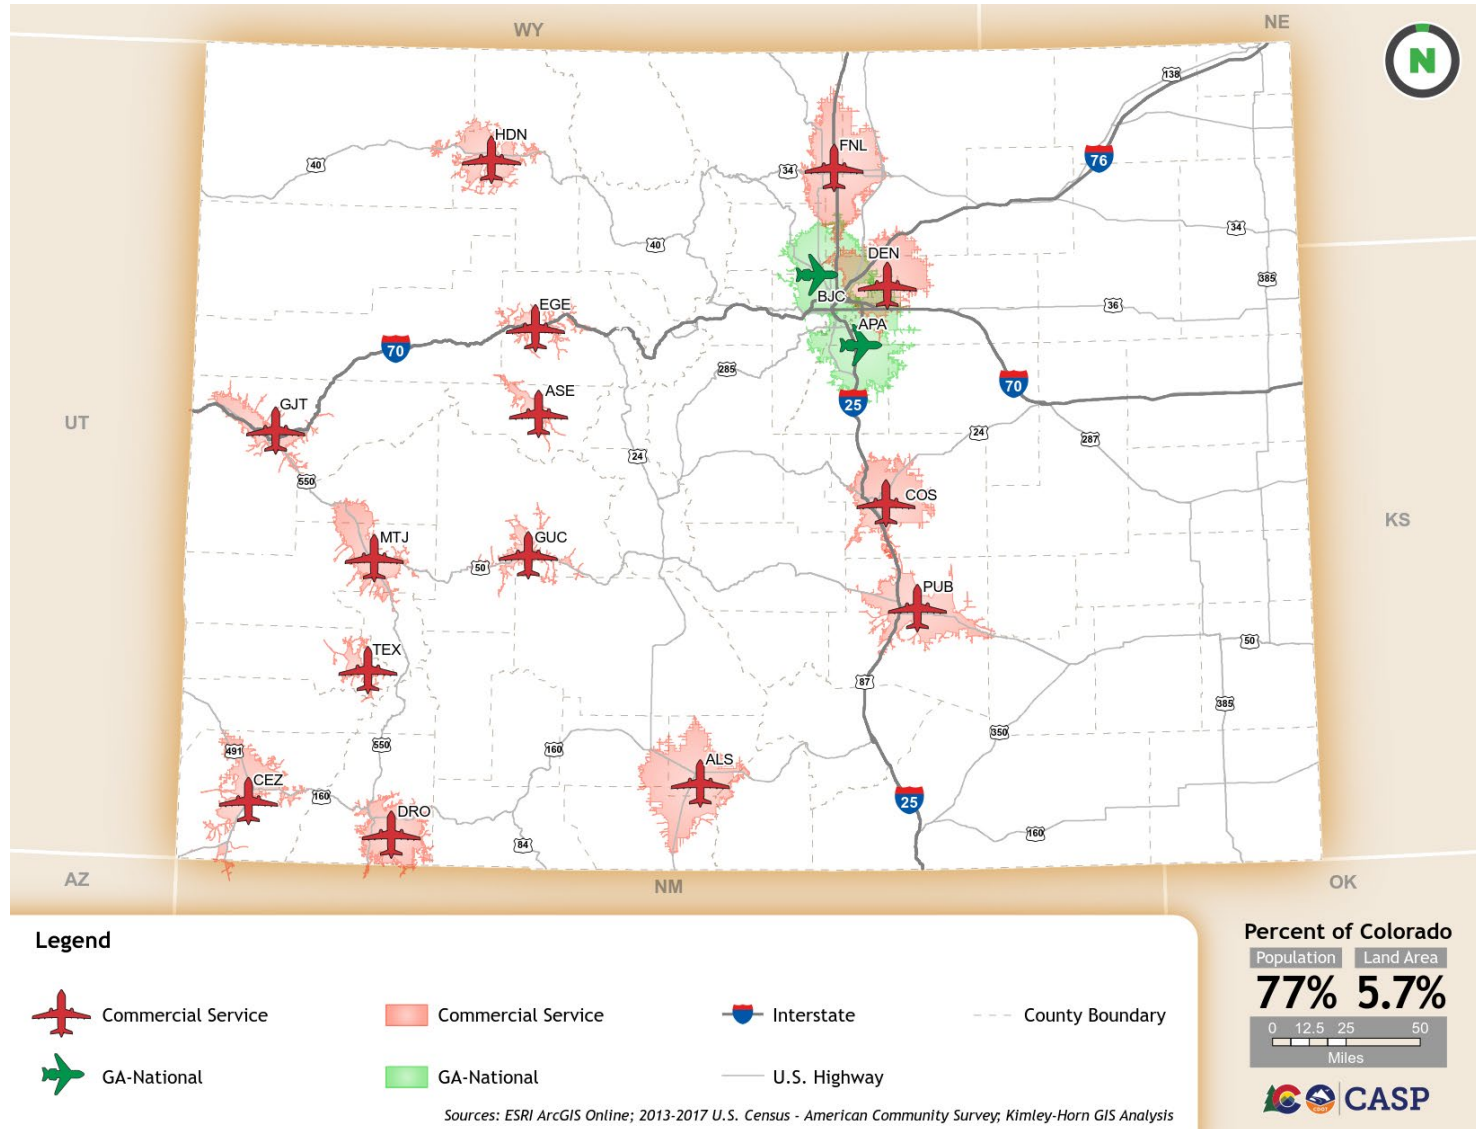 WY
NE
N
138
HDN
FNL
76
40
34
40
34
DEN
385
BJC
36
EGE
APA
70
285
70
UT
ASE
GJT
25
24
287
24
550
COS
KS
MTJ
GUC
50
PUB
TEX
50
87
385
350
491
550
160
ALS
CEZ
160
25
DRO
160
84
AZ
NM
OK
Legend
Commercial Service
Commercial Service
Interstate
County Boundary
GA-National
GA-National
U.S. Highway
Sources: ESRI ArcGIS Online; 2013-2017 U.S. Census - American Community Survey; Kimley-Horn GIS Analysis
Percent of Colorado
Population Land Area
77% 5.7%
0 12.5 25 50
Miles
CDOT
CASP